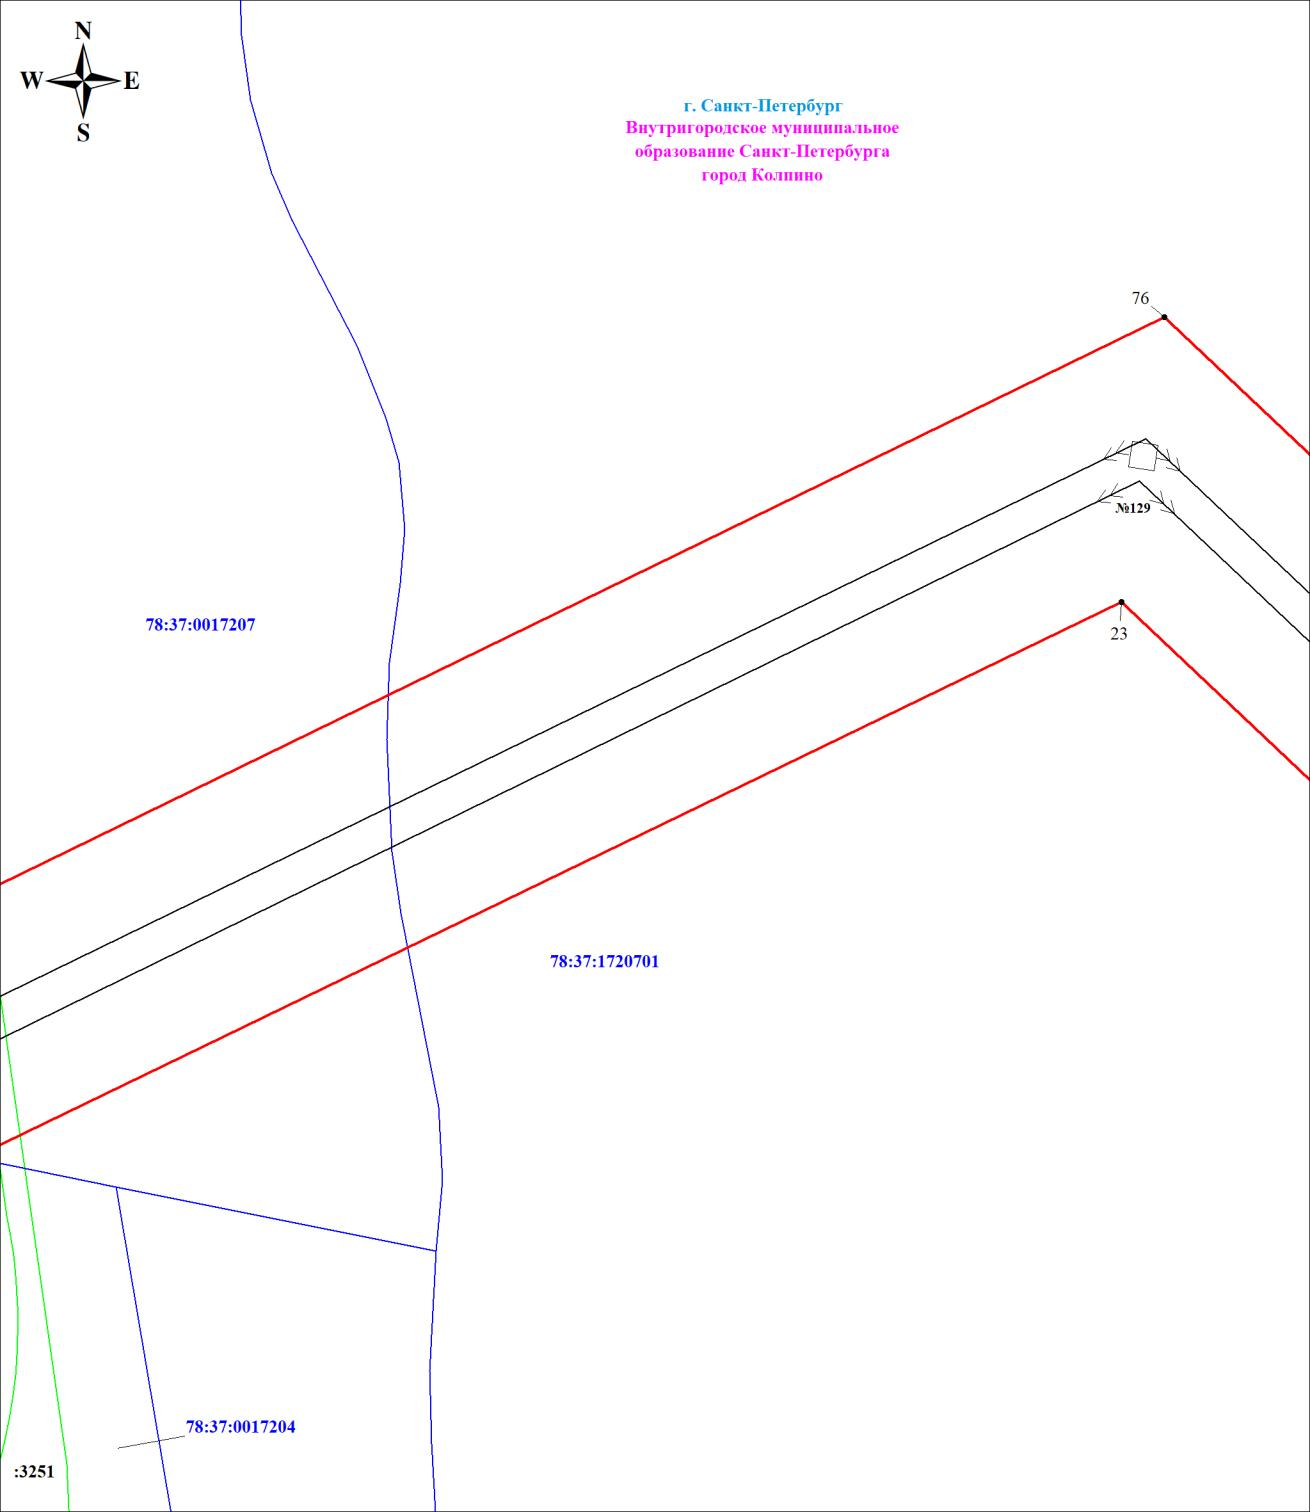 N
W E
S
г. Санкт-Петербург
Внутригородское муниципальное
образование Санкт-Петербурга
город Колпино
76
№129
78:37:0017207
23
78:37:1720701
78:37:0017204
:3251